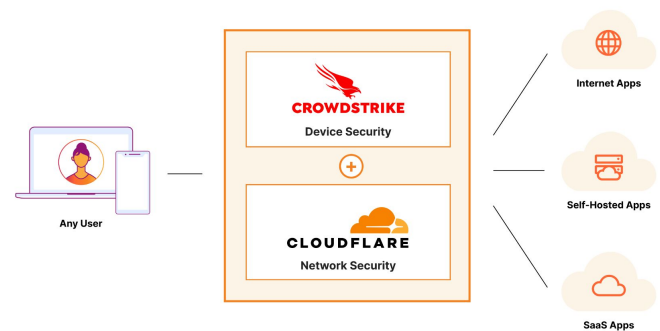 CROWDSTRIKE
Device Security
CLOUDFLARE
Network Security
Any User
Internet Apps
Self-Hosted Apps
SaaS Apps